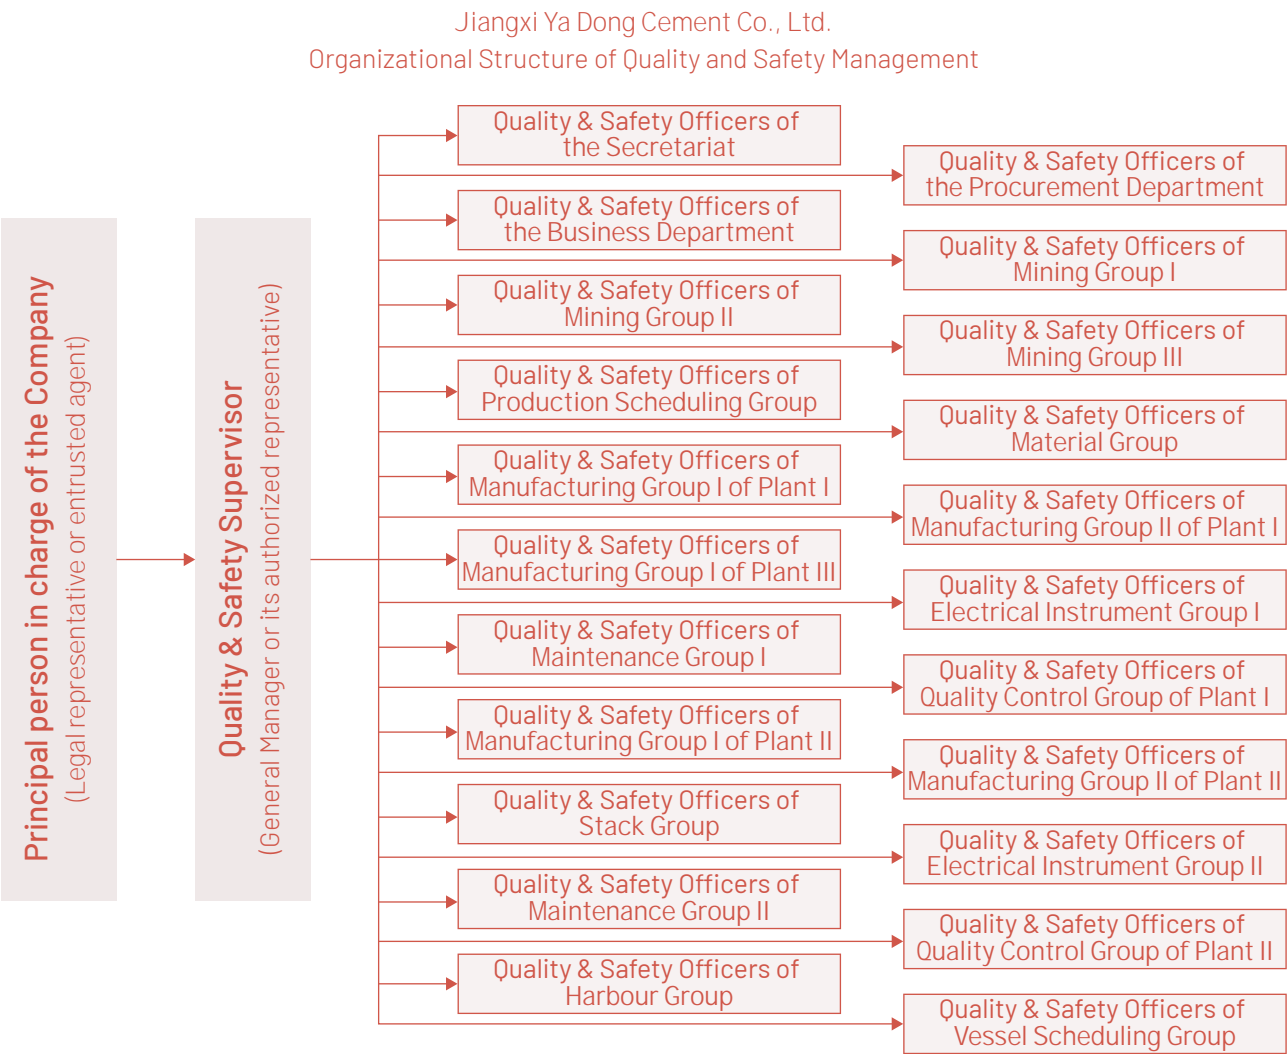 Jiangxi Ya Dong Cement Co., Ltd.
Organizational Structure of Quality and Safety Management
Principal person in charge of the Company
(Legal representative or entrusted agent)
Quality & Safety Supervisor
(General Manager or its authorized representative)
Quality & Safety Officers of
the Secretariat
Quality & Safety Officers of
the Procurement Department
Quality & Safety Officers of
the Business Department
Quality & Safety Officers of
Mining Group I
Quality & Safety Officers of
Mining Group II
Quality & Safety Officers of
Mining Group III
Quality & Safety Officers of
Production Scheduling Group
Quality & Safety Officers of
Material Group
Quality & Safety Officers of
Manufacturing Group I of Plant I
Quality & Safety Officers of
Manufacturing Group II of Plant I
Quality & Safety Officers of
Manufacturing Group I of Plant III
Quality & Safety Officers of
Electrical Instrument Group I
Quality & Safety Officers of
Maintenance Group I
Quality & Safety Officers of
Quality Control Group of Plant I
Quality & Safety Officers of
Manufacturing Group I of Plant II
Quality & Safety Officers of
Manufacturing Group II of Plant II
Quality & Safety Officers of
Stack Group
Quality & Safety Officers of
Electrical Instrument Group II
Quality & Safety Officers of
Maintenance Group II
Quality & Safety Officers of
Quality Control Group of Plant II
Quality & Safety Officers of
Harbour Group
Quality & Safety Officers of
Vessel Scheduling Group